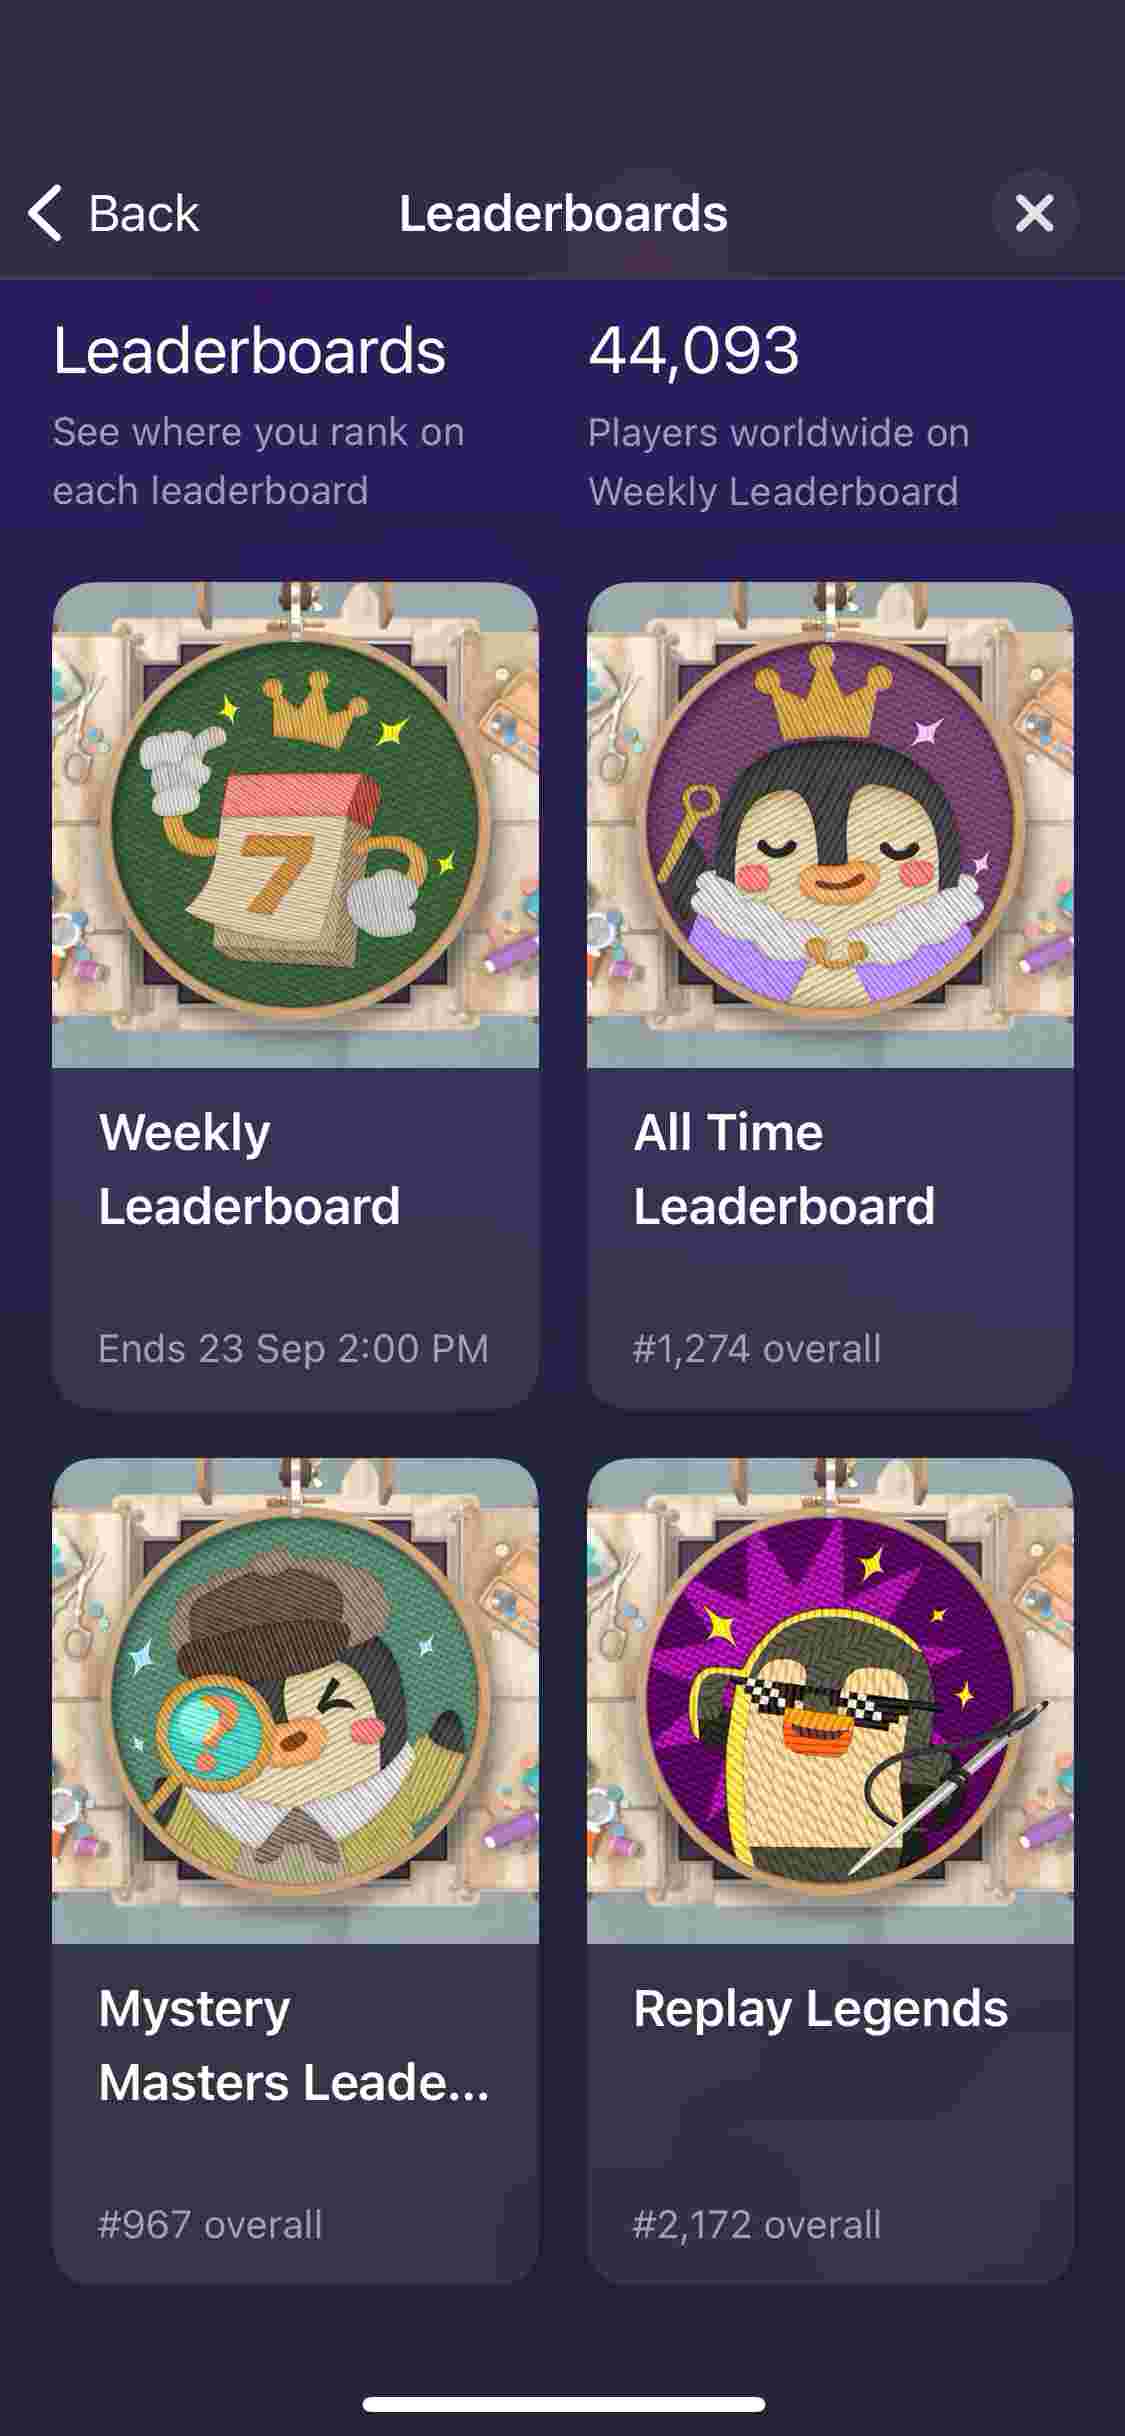 Back
Leaderboards
Leaderboards
See where you rank on
each leaderboard
44,093
Players worldwide on
Weekly Leaderboard
7
Weekly
Leaderboard
Ends 23 Sep 2:00 PM
All Time
Leaderboard
#1,274 overall
?
Mystery
Masters Leade...
#967 overall
Replay Legends
#2,172 overall